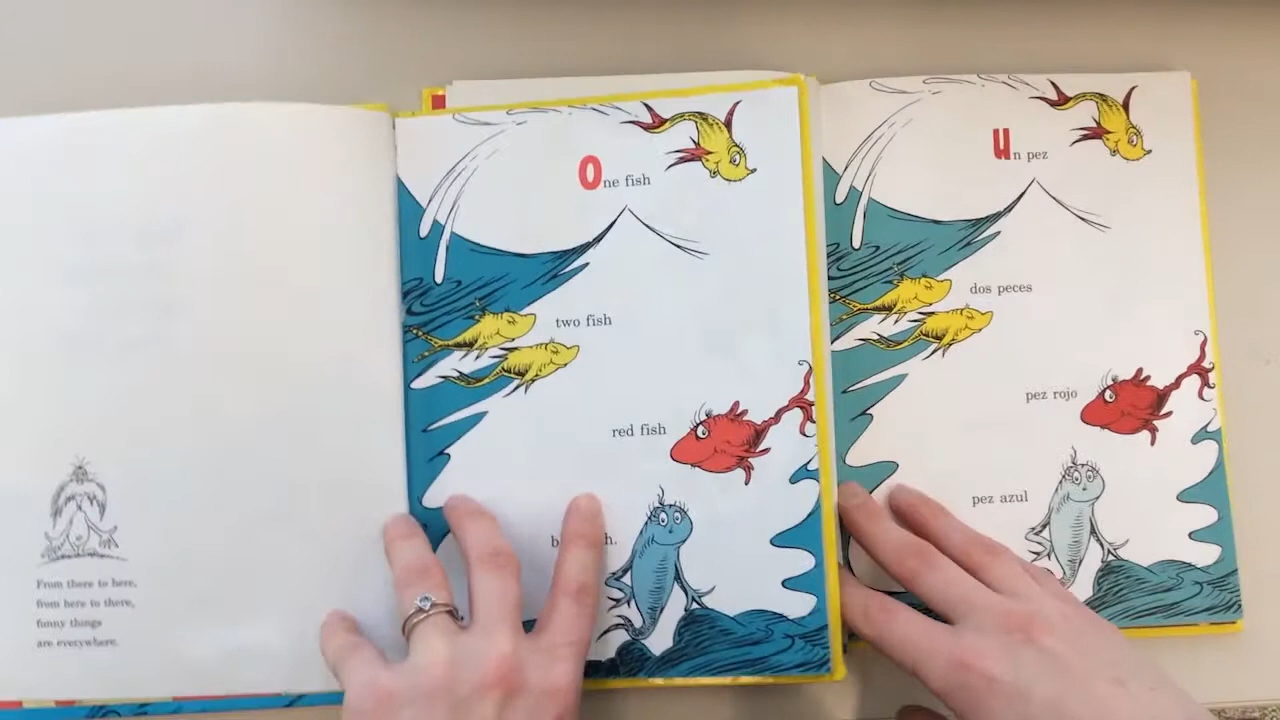 From there to here,
from here to there,
funny things
are everywhere.
One fish
two fish
red fish
Un pez
dos peces
pez rojo
pez azul